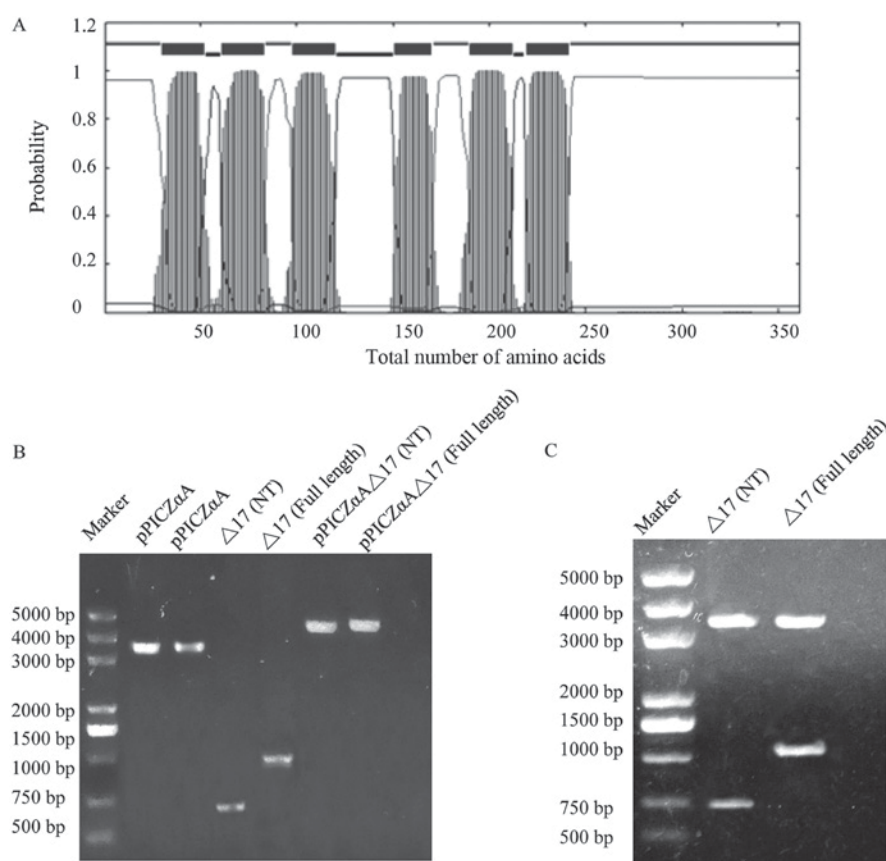 A
Probability
1.2
1
0.8
0.6
0.4
0.2
0
50 100 150 200 250 300 350
Total number of amino acids
B
Marker
pPICZαA
pPICZαA
△17 (NT)
△17 (Full length)
pPICZαA△17 (NT)
pPICZαA△17 (Full length)
5000 bp
4000 bp
3000 bp
2000 bp
1500 bp
1000 bp
750 bp
500 bp
C
Marker
△17 (NT)
△17 (Full length)
5000 bp
4000 bp
3000 bp
2000 bp
1500 bp
1000 bp
750 bp
500 bp